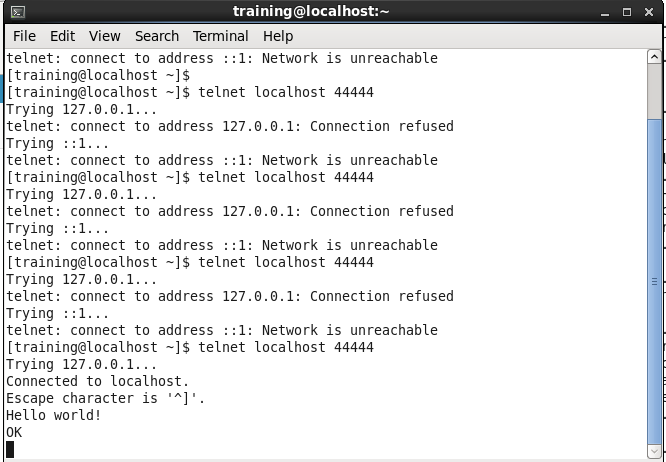 training@localhost:~
File Edit View Search Terminal Help
telnet: connect to address ::1: Network is unreachable
[training@localhost ~]$
[training@localhost ~]$ telnet localhost 44444
Trying 127.0.0.1...
telnet: connect to address 127.0.0.1: Connection refused
Trying ::1...
telnet: connect to address ::1: Network is unreachable
[training@localhost ~]$ telnet localhost 44444
Trying 127.0.0.1...
telnet: connect to address 127.0.0.1: Connection refused
Trying ::1...
telnet: connect to address ::1: Network is unreachable
[training@localhost ~]$ telnet localhost 44444
Trying 127.0.0.1...
telnet: connect to address 127.0.0.1: Connection refused
Trying ::1...
telnet: connect to address ::1: Network is unreachable
[training@localhost ~]$ telnet localhost 44444
Trying 127.0.0.1...
Connected to localhost.
Escape character is '^]'.
Hello world!
OK